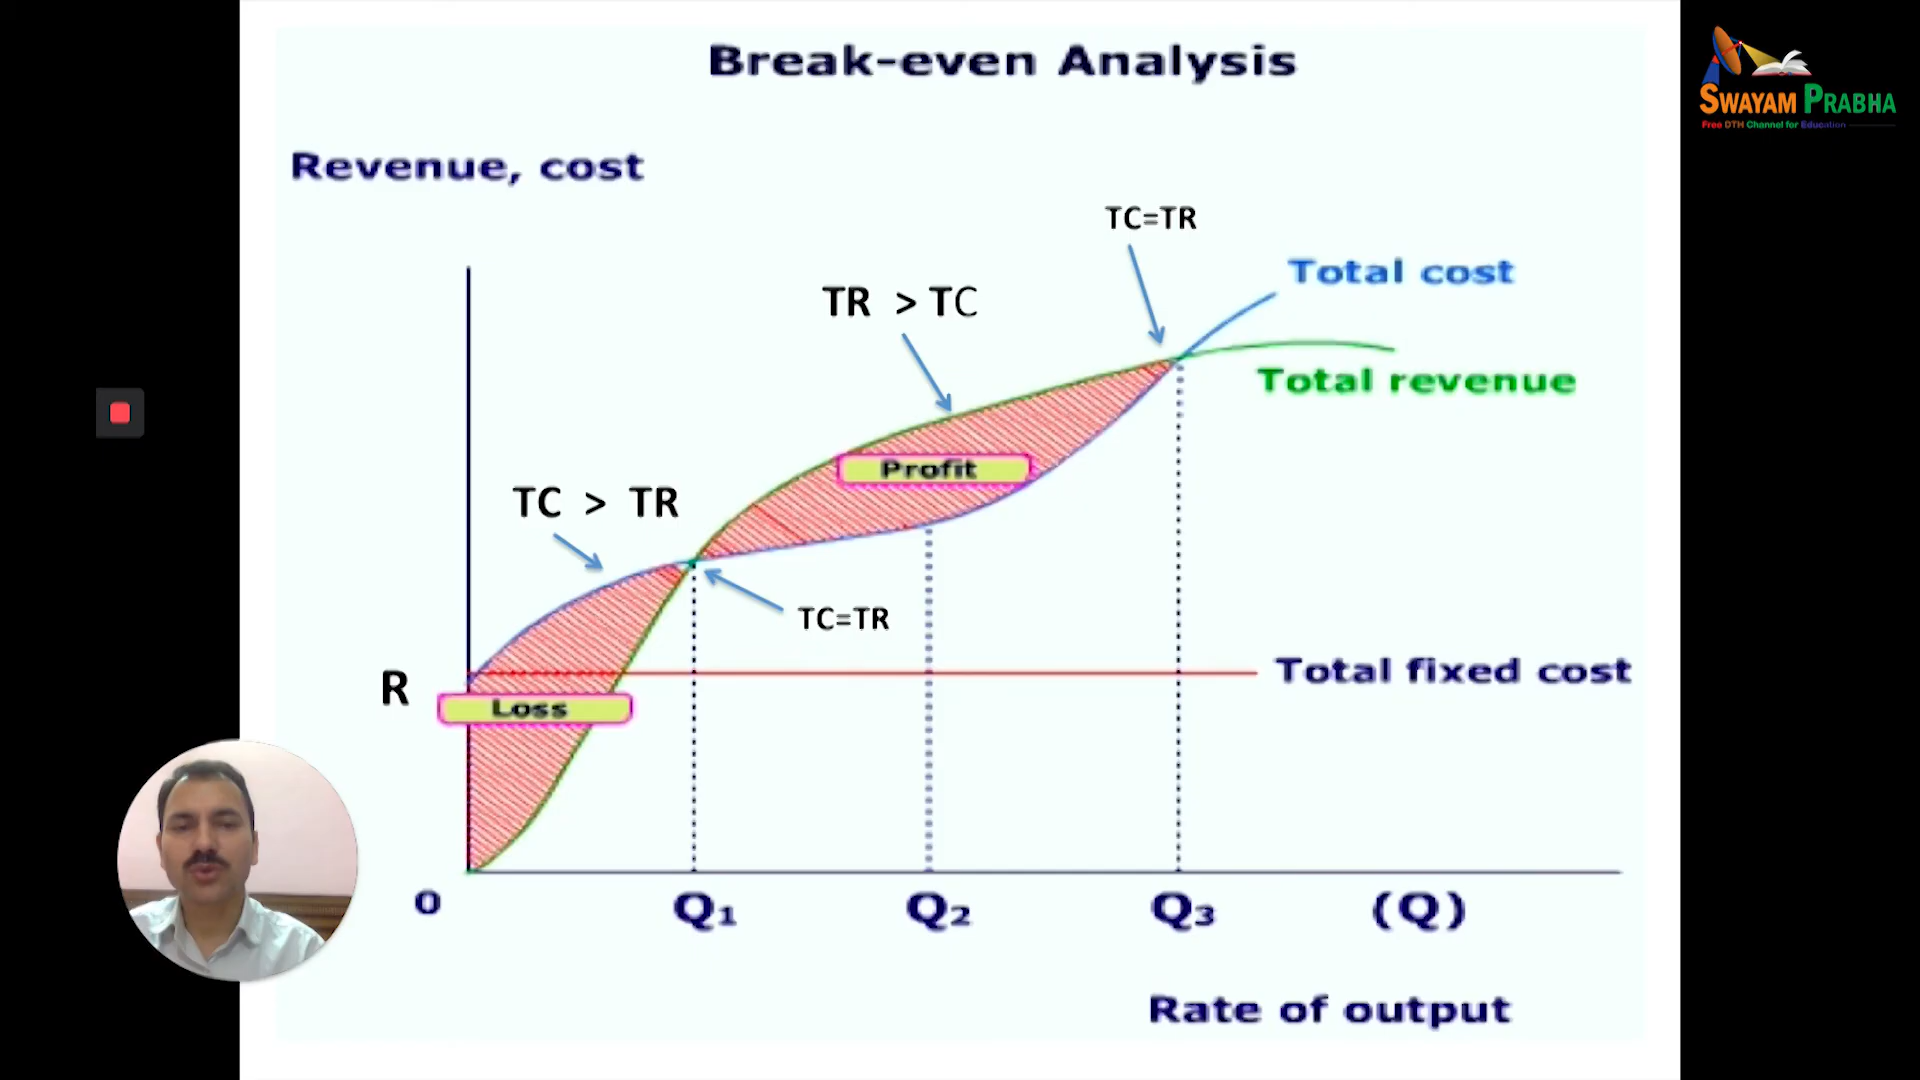 Break-even Analysis
SWAYAM PRABHA
Free DTH Channel for Education
Revenue, cost
TC=TR
Total cost
TR > TC
Total revenue
Profit
TC > TR
TC=TR
Total fixed cost
R
Loss
0
Q1
Q2
Q3
(Q)
Rate of output